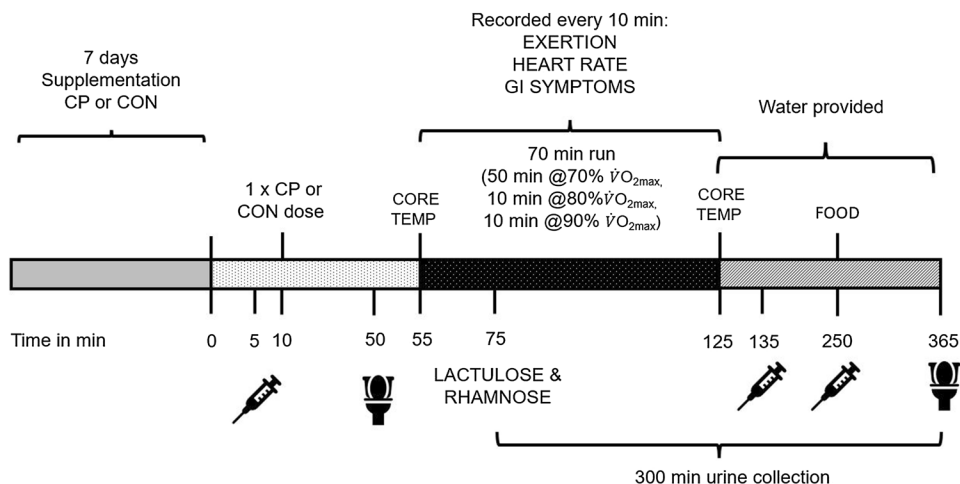 Recorded every 10 min:
EXERTION
HEART RATE
GI SYMPTOMS
7 days
Supplementation
CP or CON
Water provided
1 x CP or
CON dose
CORE
TEMP
70 min run
(50 min @70% V̇O2max,
10 min @80%V̇O2max,
10 min @90% V̇O2max)
CORE
TEMP
FOOD
Time in min
0 5 10 50 55 75 125 135 250 365
LACTULOSE &
RHAMNOSE
300 min urine collection